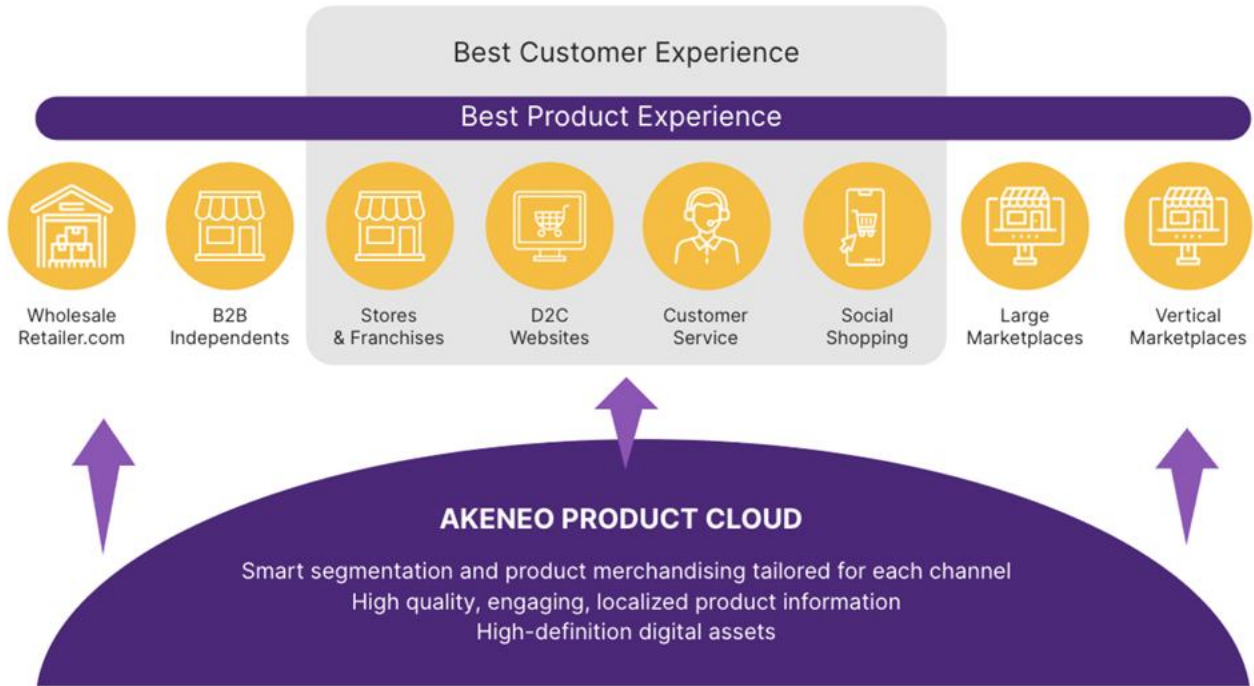 Best Customer Experience
Best Product Experience
Wholesale
Retailer.com
B2B
Independents
Stores
& Franchises
D2C
Websites
Customer
Service
Social
Shopping
Large
Marketplaces
Vertical
Marketplaces
AKENEO PRODUCT CLOUD
Smart segmentation and product merchandising tailored for each channel
High quality, engaging, localized product information
High-definition digital assets